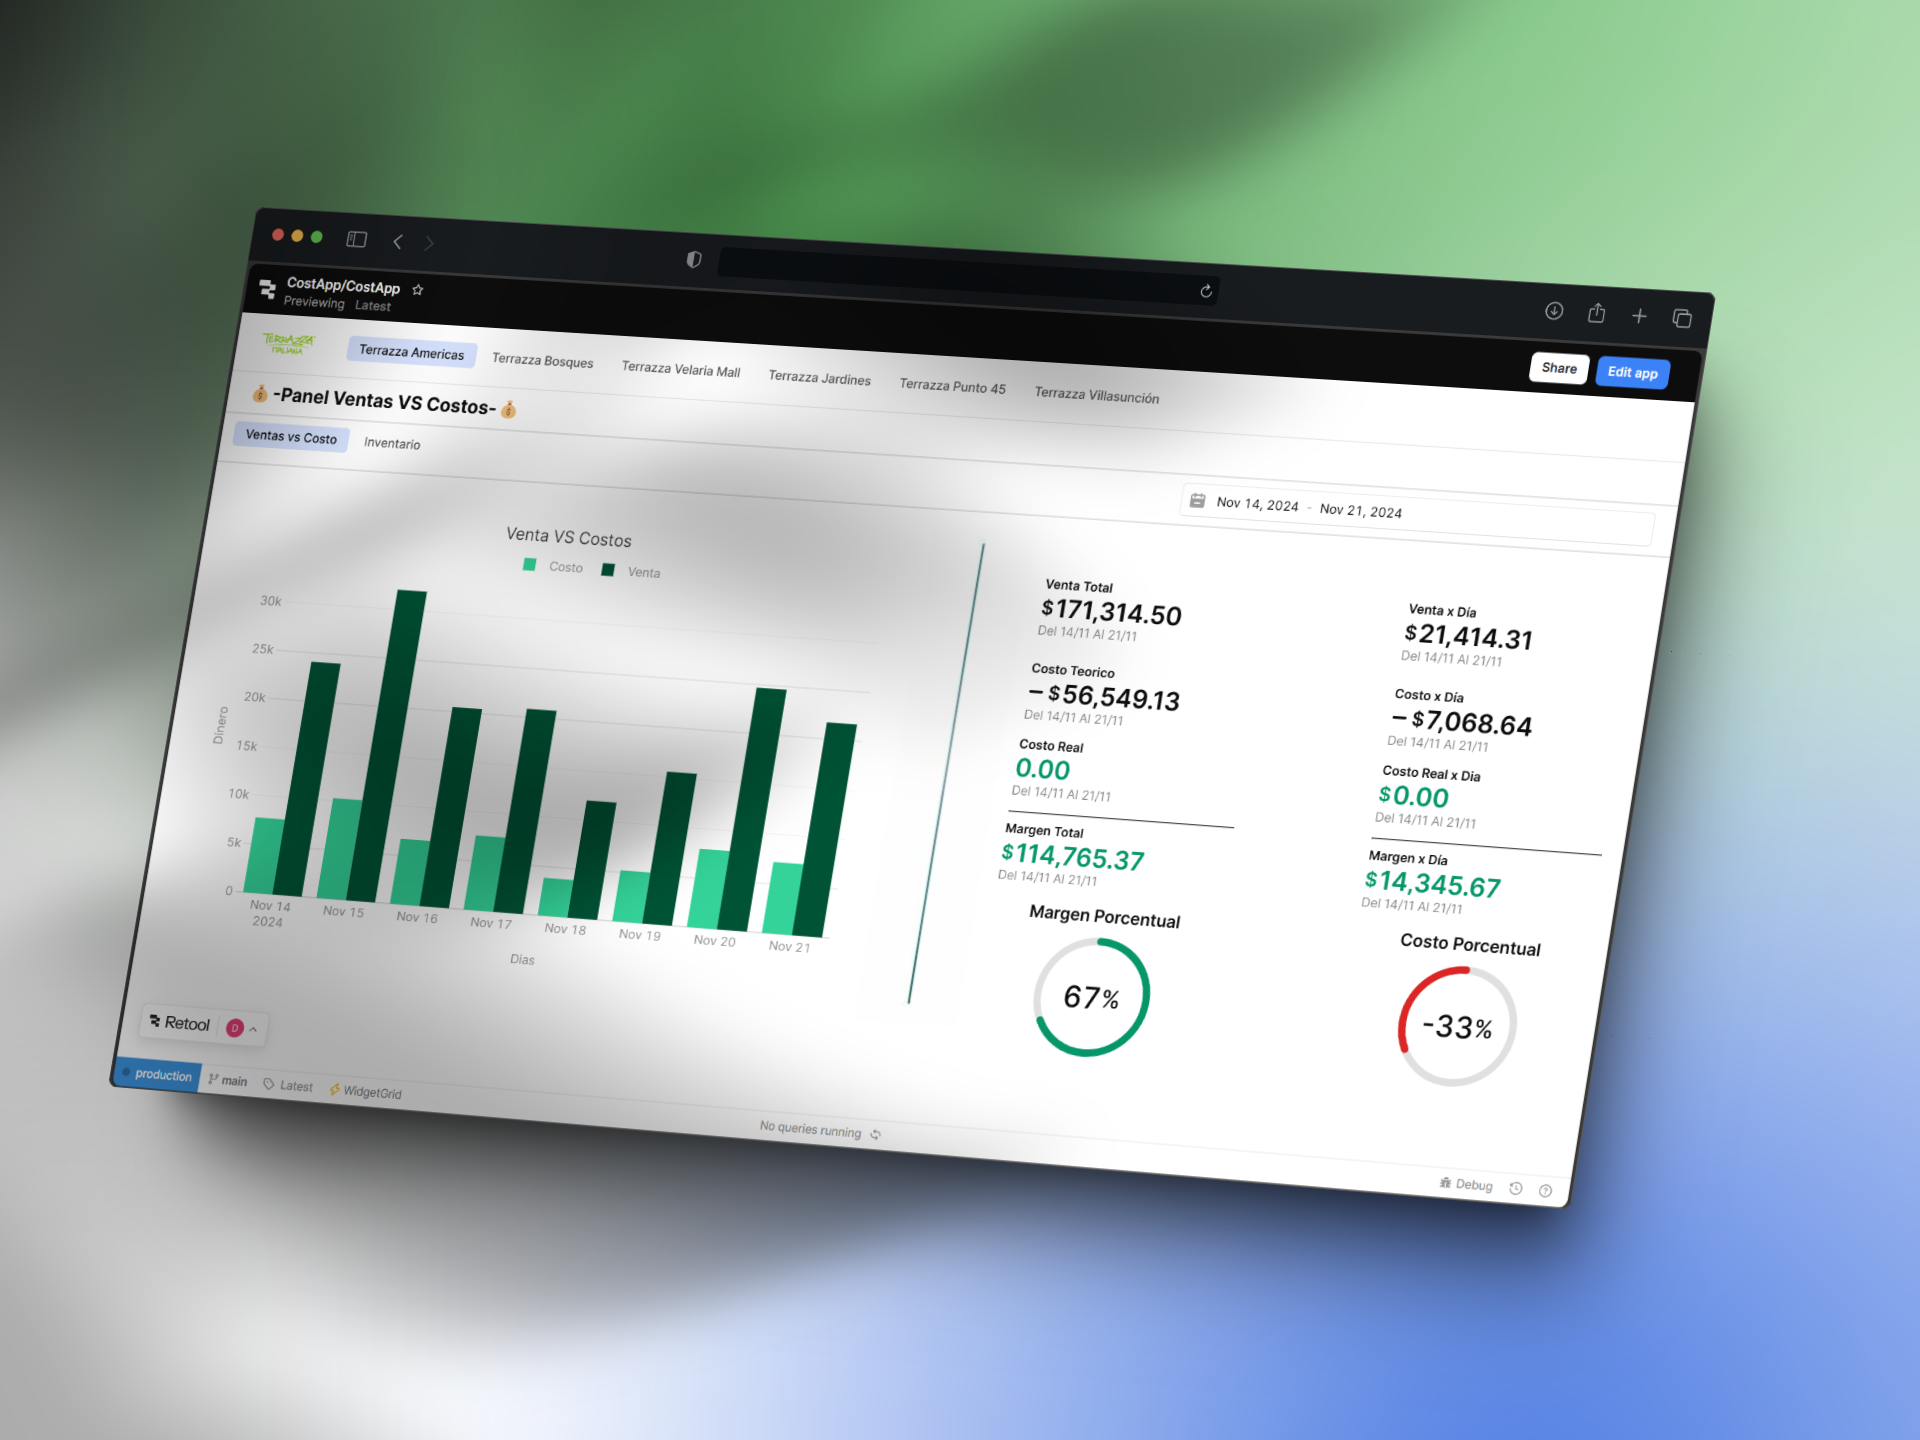 CostApp/CostApp
Previewing Latest
Share
Edit app
TERRAZZA
ITALIANA
Terrazza Americas
Terrazza Bosques
Terrazza Velaria Mall
Terrazza Jardines
Terrazza Punto 45
Terrazza Villasunción
💰-Panel Ventas VS Costos-💰
Ventas vs Costo
Inventario
Nov 14, 2024 - Nov 21, 2024
Venta VS Costos
Costo
Venta
30k
25k
20k
15k
10k
5k
0
Dinero
Nov 14
2024
Nov 15
Nov 16
Nov 17
Nov 18
Nov 19
Nov 20
Nov 21
Dias
Venta Total
$171,314.50
Del 14/11 Al 21/11
Venta x Día
$21,414.31
Del 14/11 Al 21/11
Costo Teorico
–$56,549.13
Del 14/11 Al 21/11
Costo x Día
–$7,068.64
Del 14/11 Al 21/11
Costo Real
0.00
Del 14/11 Al 21/11
Costo Real x Dia
$0.00
Del 14/11 Al 21/11
Margen Total
$114,765.37
Del 14/11 Al 21/11
Margen x Día
$14,345.67
Del 14/11 Al 21/11
Margen Porcentual
67%
Costo Porcentual
-33%
Retool
D
production
main
Latest
WidgetGrid
No queries running
Debug